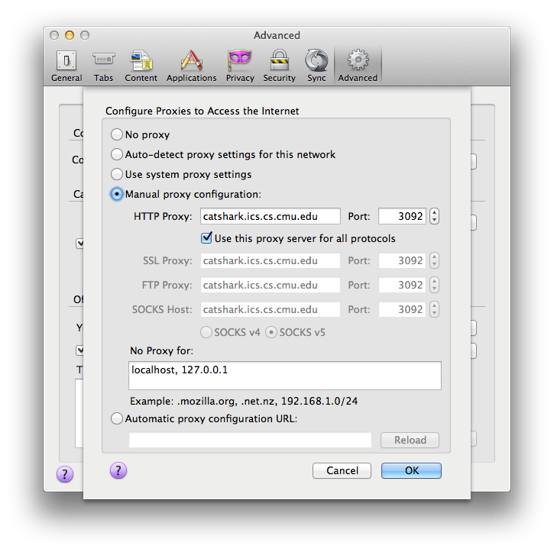 Advanced
General Tabs Content Applications Privacy Security Sync Advanced
Configure Proxies to Access the Internet
No proxy
Auto-detect proxy settings for this network
Use system proxy settings
Manual proxy configuration:
HTTP Proxy: catshark.ics.cs.cmu.edu Port: 3092
Use this proxy server for all protocols
SSL Proxy: catshark.ics.cs.cmu.edu Port: 3092
FTP Proxy: catshark.ics.cs.cmu.edu Port: 3092
SOCKS Host: catshark.ics.cs.cmu.edu Port: 3092
SOCKS v4 SOCKS v5
No Proxy for:
localhost, 127.0.0.1
Example: .mozilla.org, .net.nz, 192.168.1.0/24
Automatic proxy configuration URL:
Reload
? ? Cancel OK